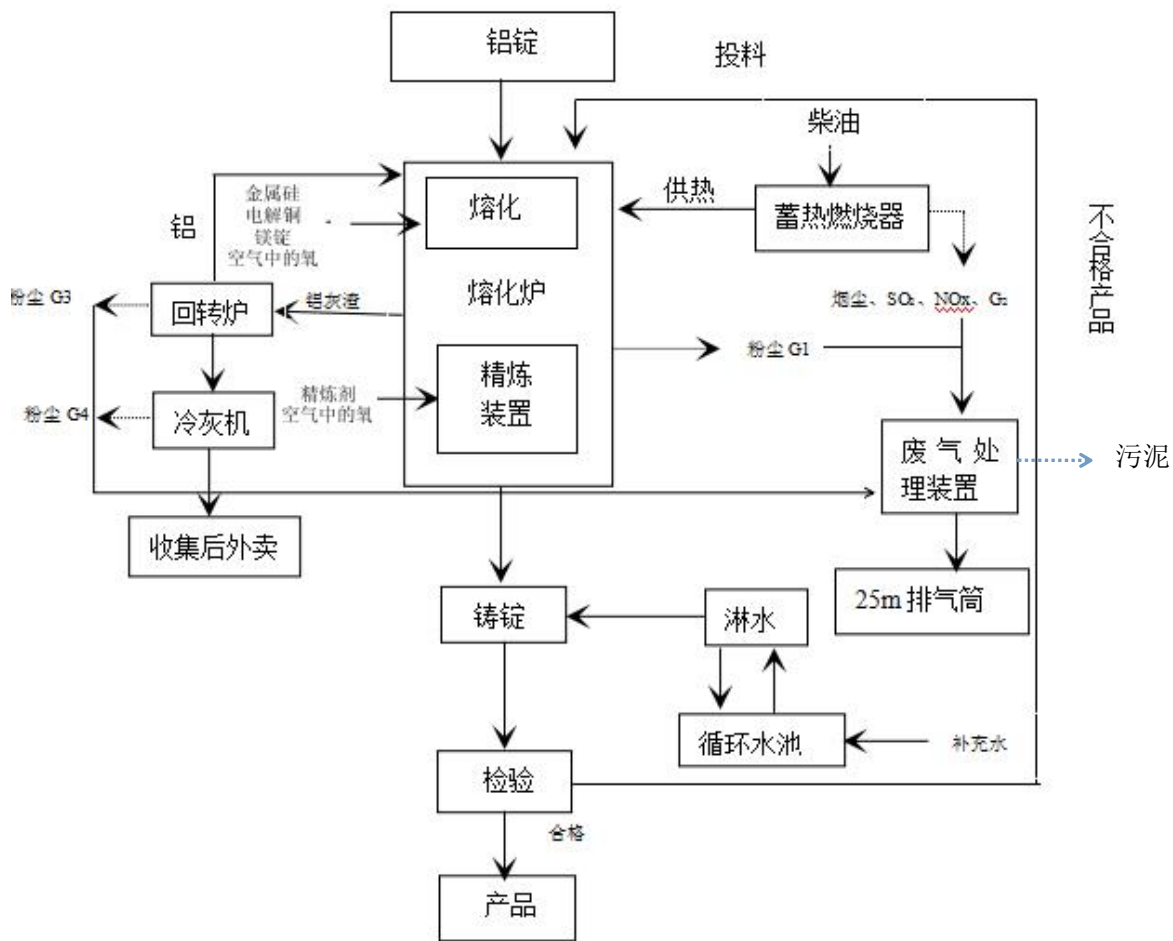 铝锭
投料
柴油
供热
蓄热燃烧器
金属硅
电解铜
镁锭
空气中的氧
熔化
铝
不合格产品
熔化炉
粉尘 G3
回转炉
铝灰渣
烟尘、SO₂、NOx、G₂
粉尘 G1
精炼
装置
精炼剂
空气中的氧
粉尘 G4
冷灰机
废气处
理装置
污泥
收集后外卖
25m 排气筒
铸锭
淋水
循环水池
补充水
检验
合格
产品